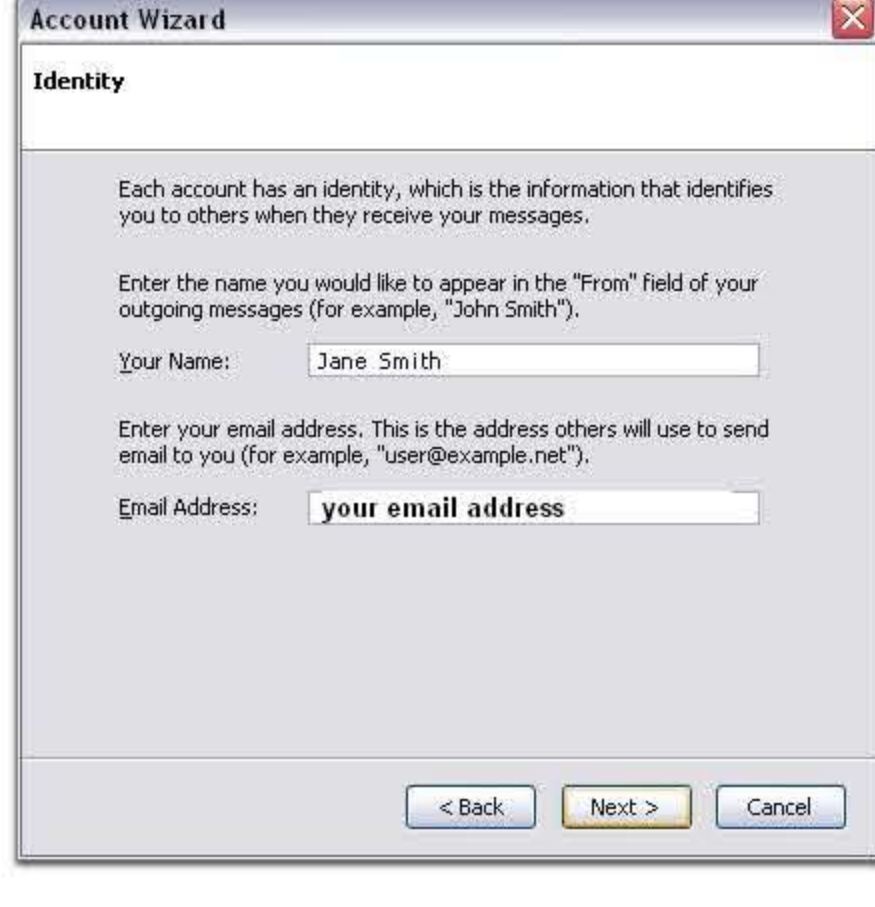 Account Wizard
Identity
Each account has an identity, which is the information that identifies
you to others when they receive your messages.
Enter the name you would like to appear in the "From" field of your
outgoing messages (for example, "John Smith").
Your Name: Jane Smith
Enter your email address. This is the address others will use to send
email to you (for example, "user@example.net").
Email Address: your email address
< Back Next > Cancel